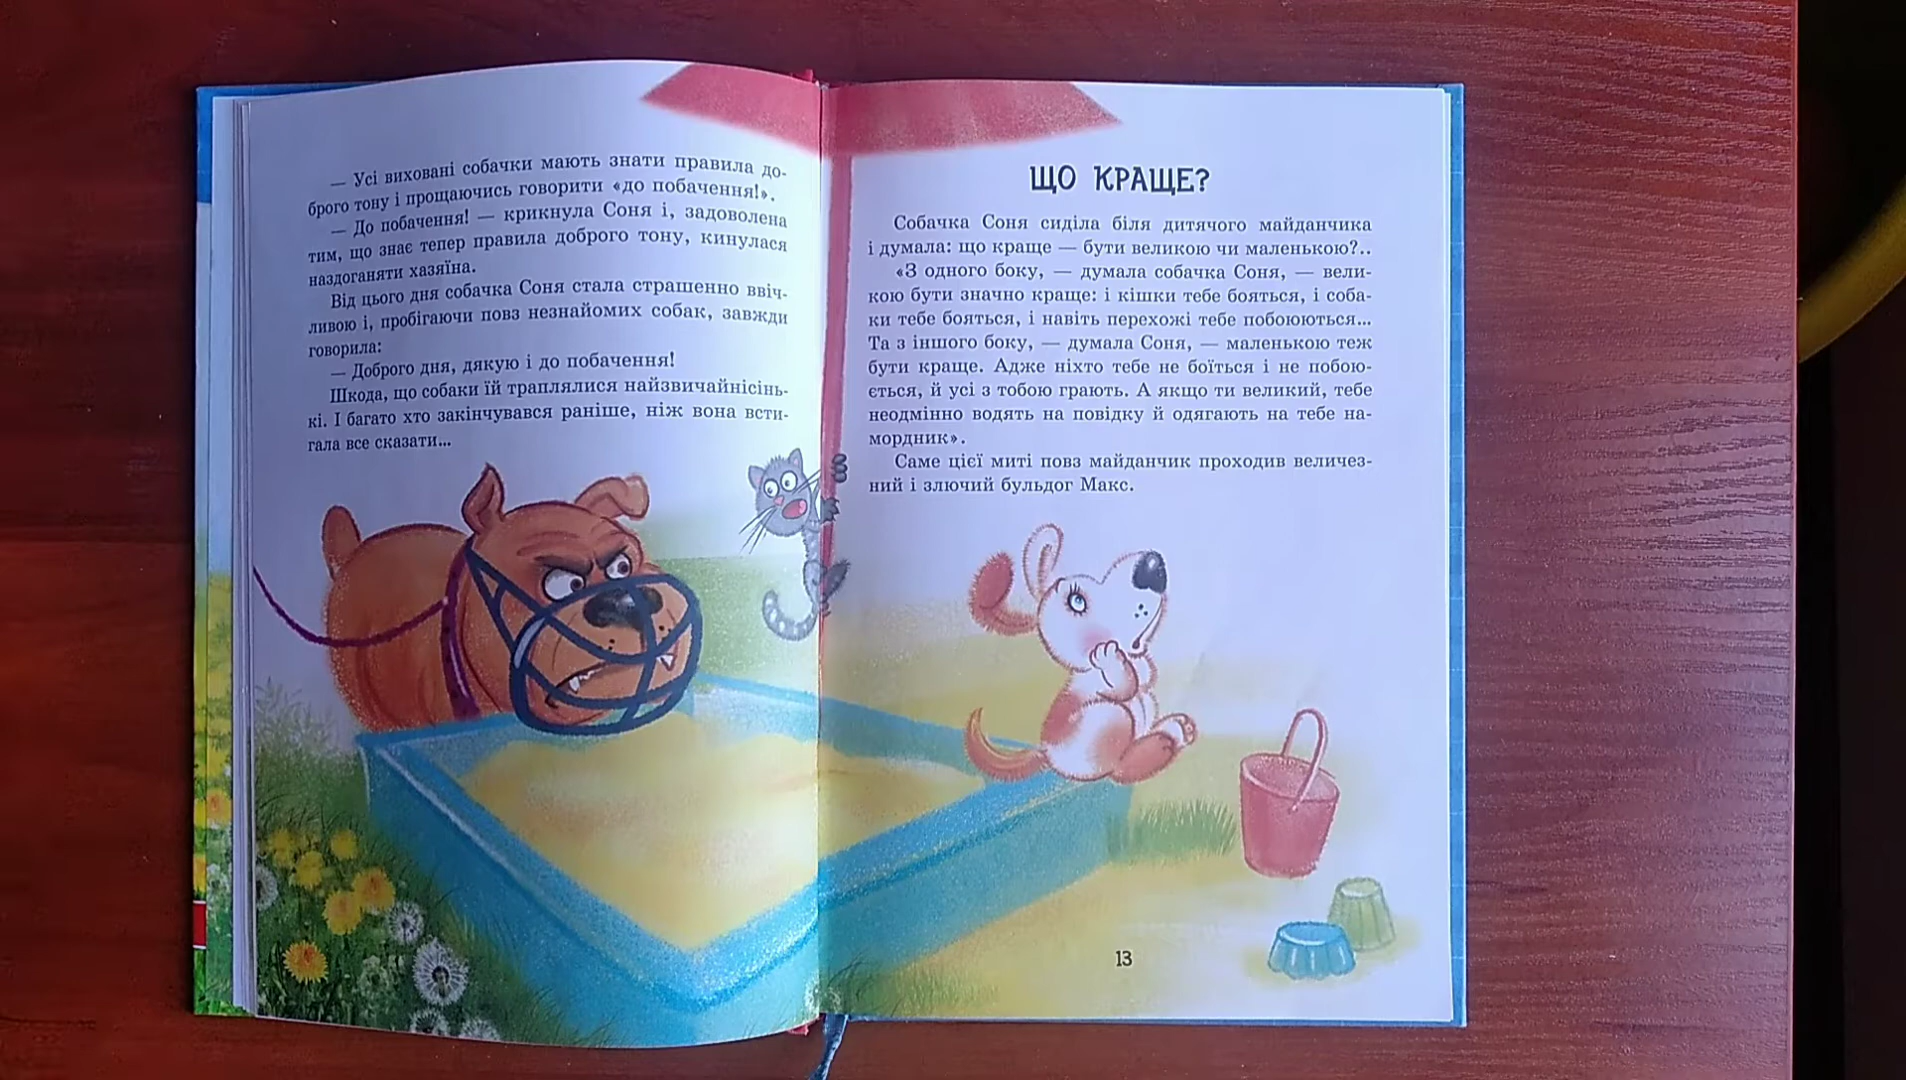 — Усі виховані собачки мають знати правила до-
брого тону і прощаючись говорити «до побачення!».
— До побачення! — крикнула Соня і, задоволена
тим, що знає тепер правила доброго тону, кинулася
наздоганяти хазяїна.
Від цього дня собачка Соня стала страшенно ввіч-
ливою і, пробігаючи повз незнайомих собак, завжди
говорила:
— Доброго дня, дякую і до побачення!
Шкода, що собаки їй траплялися найзвичайнісінь-
кі. І багато хто закінчувався раніше, ніж вона всти-
гала все сказати...
ЩО КРАЩЕ?
Собачка Соня сиділа біля дитячого майданчика
і думала: що краще — бути великою чи маленькою?..
«З одного боку, — думала собачка Соня, — вели-
кою бути значно краще: і кішки тебе бояться, і соба-
ки тебе бояться, і навіть перехожі тебе побоюються...
Та з іншого боку, — думала Соня, — маленькою теж
бути краще. Адже ніхто тебе не боїться і не побою-
ється, й усі з тобою грають. А якщо ти великий, тебе
неодмінно водять на повідку й одягають на тебе на-
мордник».
Саме цієї миті повз майданчик проходив величез-
ний і злючий бульдог Макс.
13